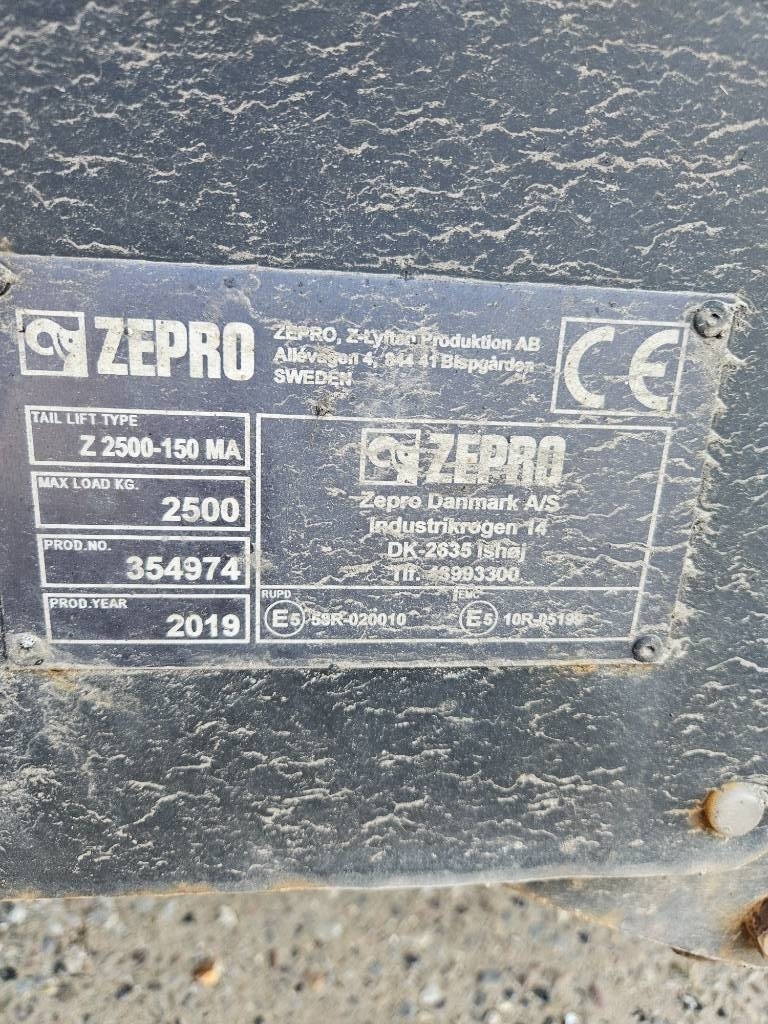 ZEPRO
ZEPRO, Z-Lyften Produktion AB
Allévägen 4, 844 41 Bispgården
SWEDEN
CE
TAIL LIFT TYPE
Z 2500-150 MA
MAX LOAD KG.
2500
PROD.NO.
354974
PROD.YEAR
2019
ZEPRO
Zepro Danmark A/S
Industrikrogen 14
DK-2635 Ishøj
Tlf.
RUPD
E5 58R-020010
EMC
E5